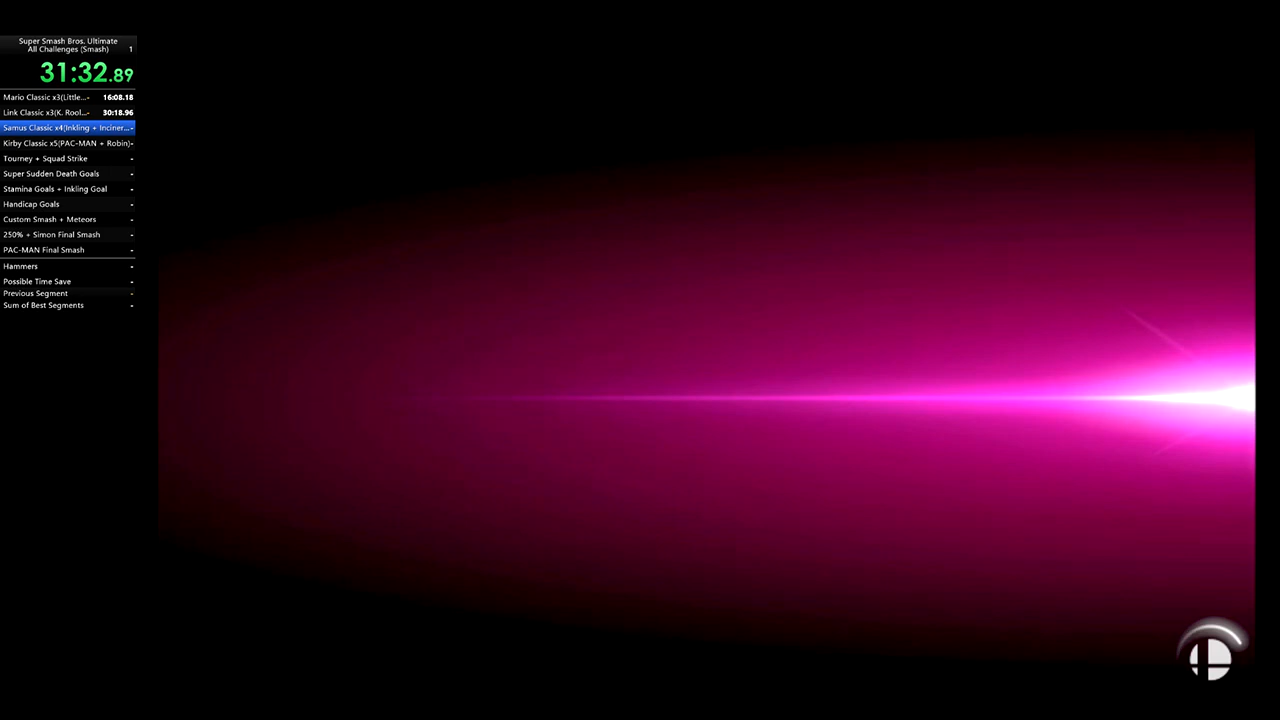 Super Smash Bros. Ultimate
All Challenges (Smash) 1
31:32.89
Mario Classic x3(Little...- 16:08.18
Link Classic x3(K. Rool...- 30:18.96
Samus Classic x4(Inkling + Inciner...-
Kirby Classic x5(PAC-MAN + Robin)-
Tourney + Squad Strike -
Super Sudden Death Goals -
Stamina Goals + Inkling Goal -
Handicap Goals -
Custom Smash + Meteors -
250% + Simon Final Smash -
PAC-MAN Final Smash -
Hammers -
Possible Time Save -
Previous Segment -
Sum of Best Segments -